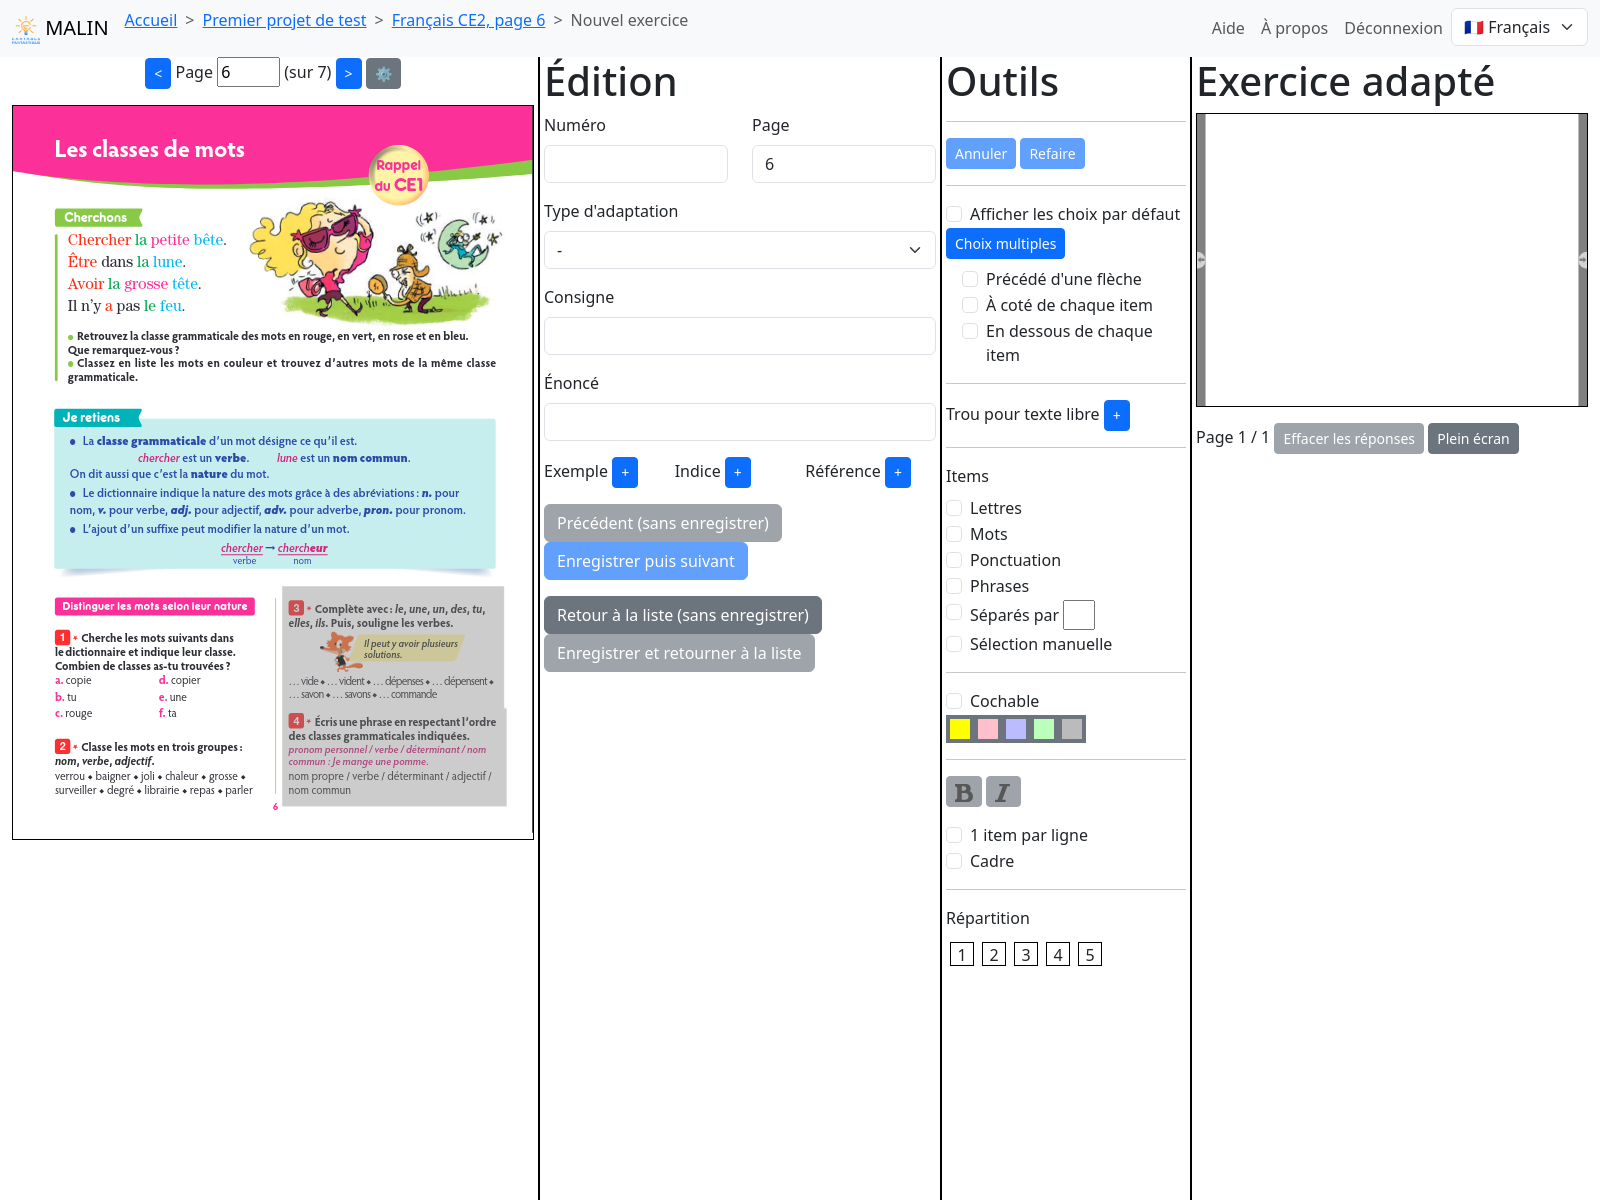 MALIN
Accueil > Premier projet de test > Français CE2, page 6 > Nouvel exercice
Aide À propos Déconnexion Français
< Page 6 (sur 7) >
Les classes de mots
Rappel
du CE1
Cherchons
Chercher la petite bête.
Être dans la lune.
Avoir la grosse tête.
Il n'y a pas le feu.
● Retrouvez la classe grammaticale des mots en rouge, en vert, en rose et en bleu.
Que remarquez-vous ?
● Classez en liste les mots en couleur et trouvez d'autres mots de la même classe
grammaticale.
Je retiens
● La classe grammaticale d'un mot désigne ce qu'il est.
chercher est un verbe. lune est un nom commun.
On dit aussi que c'est la nature du mot.
● Le dictionnaire indique la nature des mots grâce à des abréviations : n. pour
nom, v. pour verbe, adj. pour adjectif, adv. pour adverbe, pron. pour pronom.
● L'ajout d'un suffixe peut modifier la nature d'un mot.
chercher → chercheur
verbe nom
Distinguer les mots selon leur nature
1 * Cherche les mots suivants dans
le dictionnaire et indique leur classe.
Combien de classes as-tu trouvées ?
a. copie d. copier
b. tu e. une
c. rouge f. ta
2 * Classe les mots en trois groupes :
nom, verbe, adjectif.
verrou ◆ baigner ◆ joli ◆ chaleur ◆ grosse ◆
surveiller ◆ degré ◆ librairie ◆ repas ◆ parler
3 * Complète avec : le, une, un, des, tu,
elles, ils. Puis, souligne les verbes.
Il peut y avoir plusieurs
solutions.
... vide ◆ ... vident ◆ ... dépenses ◆ ... dépensent ◆
... savon ◆ ... savons ◆ ... commande
4 * Écris une phrase en respectant l'ordre
des classes grammaticales indiquées.
pronom personnel / verbe / déterminant / nom
commun : Je mange une pomme.
nom propre / verbe / déterminant / adjectif /
nom commun
6
Édition
Numéro Page
6
Type d'adaptation
-
Consigne
Énoncé
Exemple + Indice + Référence +
Précédent (sans enregistrer)
Enregistrer puis suivant
Retour à la liste (sans enregistrer)
Enregistrer et retourner à la liste
Outils
Annuler Refaire
Afficher les choix par défaut
Choix multiples
Précédé d'une flèche
À coté de chaque item
En dessous de chaque
item
Trou pour texte libre +
Items
Lettres
Mots
Ponctuation
Phrases
Séparés par
Sélection manuelle
Cochable
B I
1 item par ligne
Cadre
Répartition
1 2 3 4 5
Exercice adapté
Page 1 / 1 Effacer les réponses Plein écran